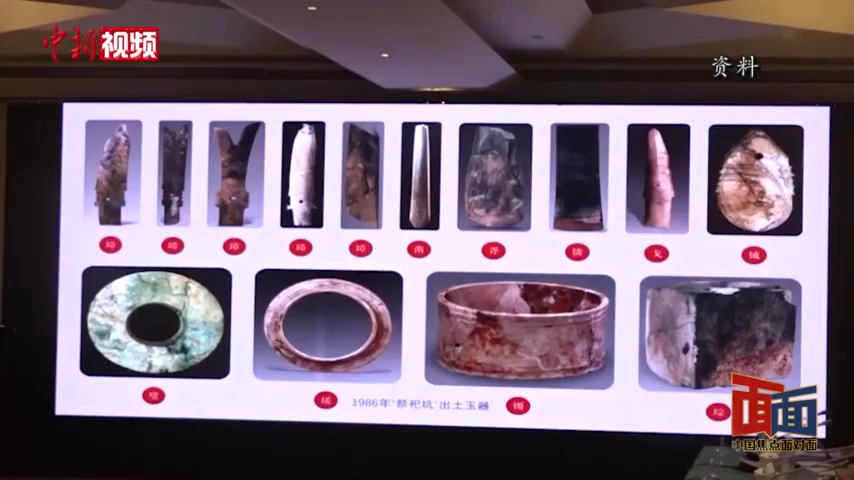 中新视频
资料
璋 璋 璋 璋 璋 凿 斧 锛 戈 钺
璧 瑗 1986年“祭祀坑”出土玉器 镯 琮
面面
中国焦点面对面